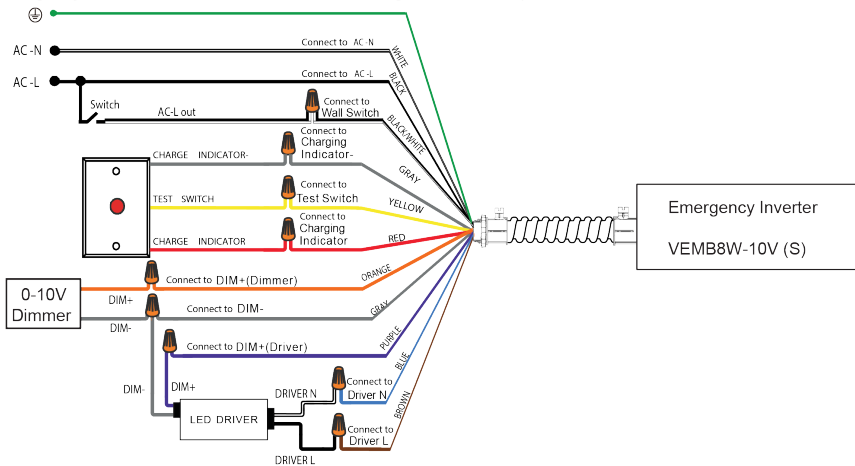 AC-N
Connect to AC-N
WHITE
AC-L
Connect to AC-L
BLACK
Switch
AC-L out
Connect to
Wall Switch
BLACK/WHITE
CHARGE INDICATOR-
Connect to
Charging
Indicator-
GRAY
TEST SWITCH
Connect to
Test Switch
YELLOW
CHARGE INDICATOR
Connect to
Charging
Indicator
RED
Emergency Inverter
VEMB8W-10V (S)
0-10V
Dimmer
DIM+
Connect to DIM+(Dimmer)
ORANGE
DIM-
Connect to DIM-
GRAY
Connect to DIM+(Driver)
PURPLE
DIM-
DIM+
LED DRIVER
DRIVER N
Connect to
Driver N
BLUE
DRIVER L
Connect to
Driver L
BROWN